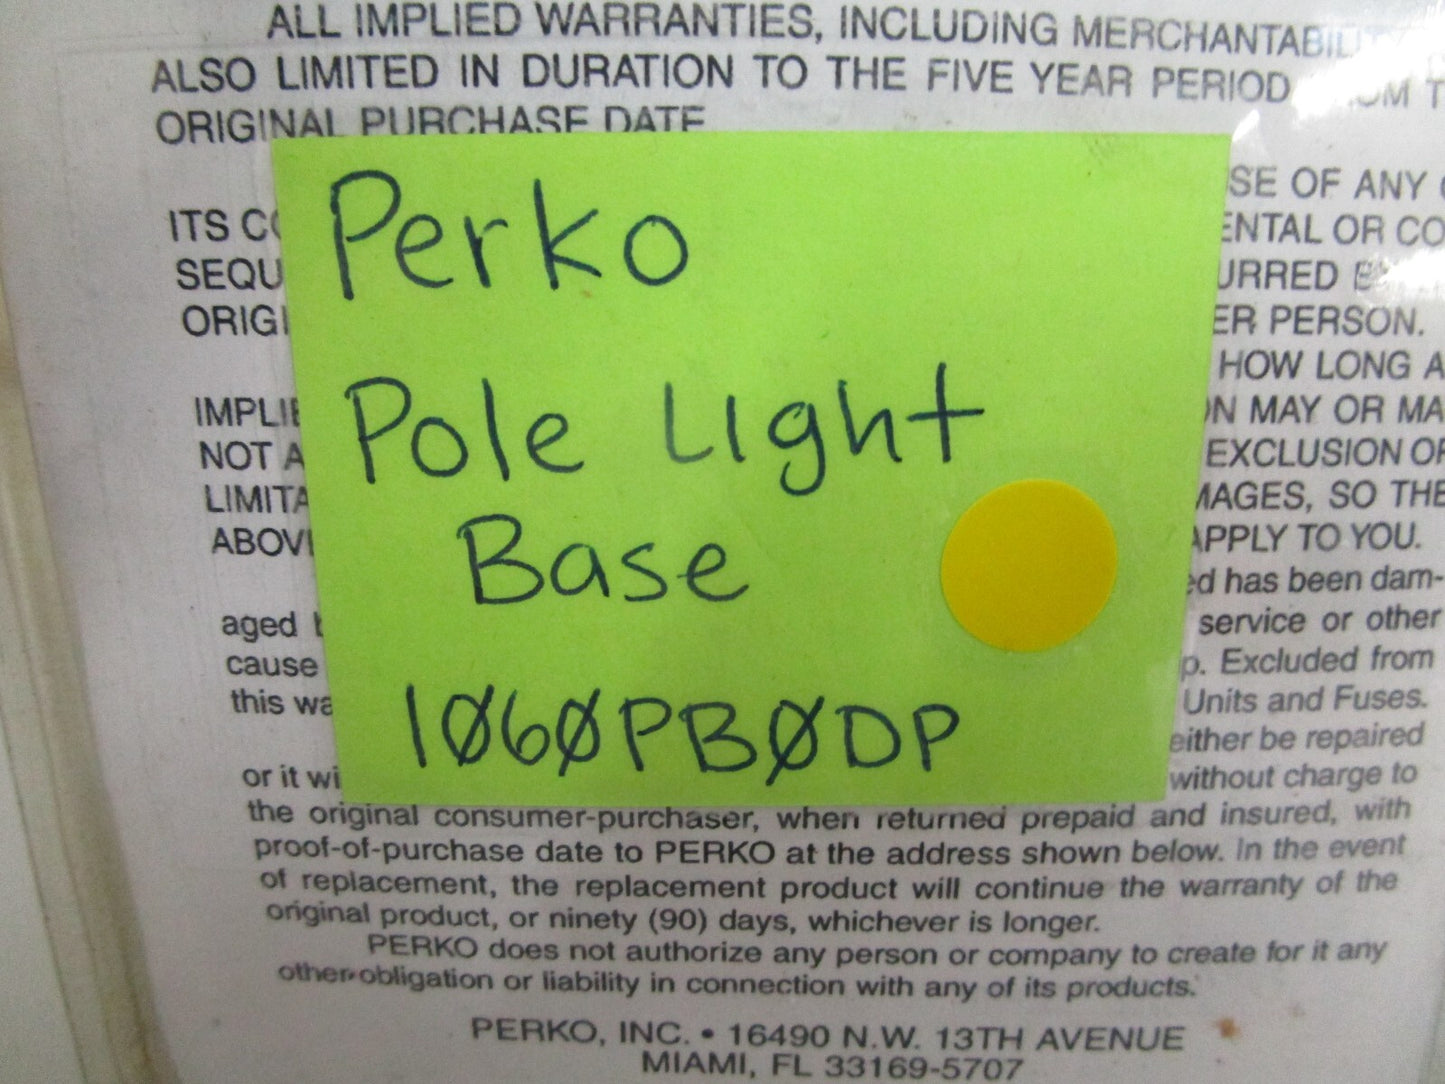 ALL IMPLIED WARRANTIES, INCLUDING MERCHANTABILITY
ALSO LIMITED IN DURATION TO THE FIVE YEAR PERIOD FROM
ORIGINAL PURCHASE DATE
Perko
Pole Light
Base
1Ø6ØPBØDP
SE OF ANY
ITS
SEQU
URRED
ORIGI
ER PERSON.
HOW LONG A
IMPLIE
ON MAY OR MA
NOT A
EXCLUSION OR
LIMITA
MAGES, SO THE
ABOV
APPLY TO YOU.
ed has been dam-
aged
service or other
cause
p. Excluded from
this wa
Units and Fuses.
either be repaired
or it wi
without charge to
the original consumer-purchaser, when returned prepaid and insured, with
proof-of-purchase date to PERKO at the address shown below. In the event
of replacement, the replacement product will continue the warranty of the
original product, or ninety (90) days, whichever is longer.
PERKO does not authorize any person or company to create for it any
other obligation or liability in connection with any of its products.
PERKO, INC. • 16490 N.W. 13TH AVENUE
MIAMI, FL 33169-5707